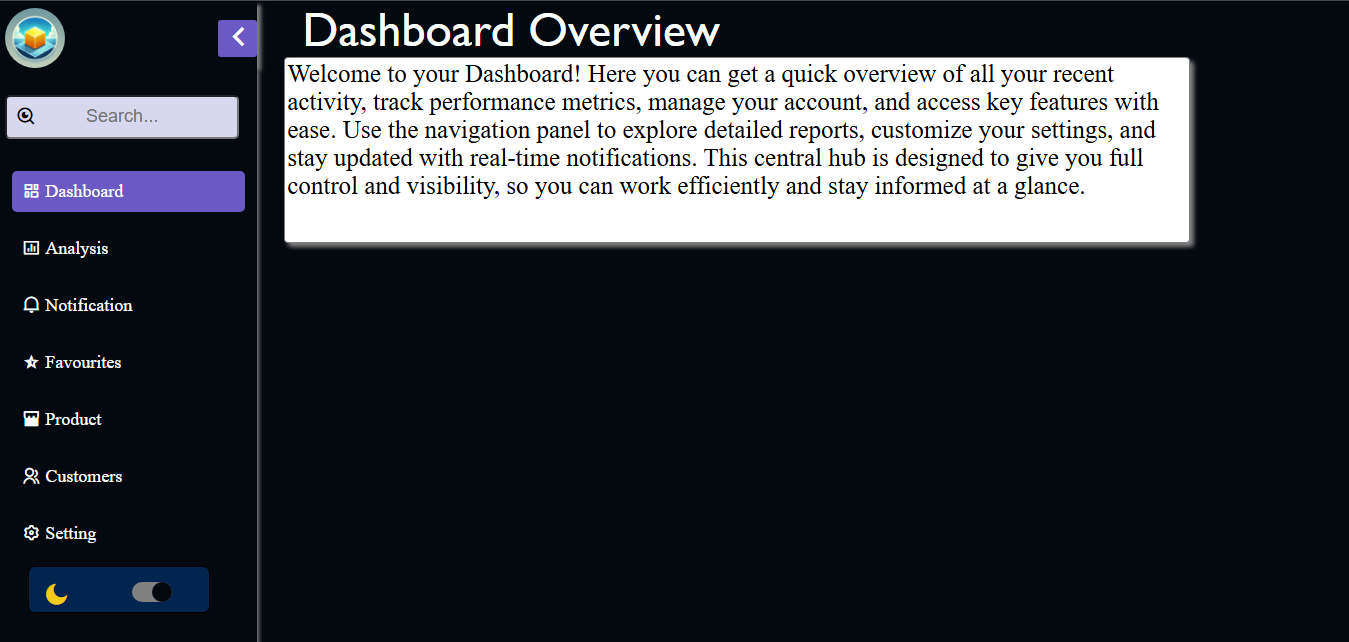 Dashboard Overview
Welcome to your Dashboard! Here you can get a quick overview of all your recent
activity, track performance metrics, manage your account, and access key features with
ease. Use the navigation panel to explore detailed reports, customize your settings, and
stay updated with real-time notifications. This central hub is designed to give you full
control and visibility, so you can work efficiently and stay informed at a glance.
Search...
Dashboard
Analysis
Notification
Favourites
Product
Customers
Setting